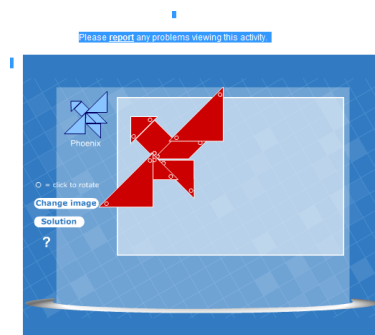 Please report any problems viewing this activity.
Phoenix
O = click to rotate
Change image
Solution
?